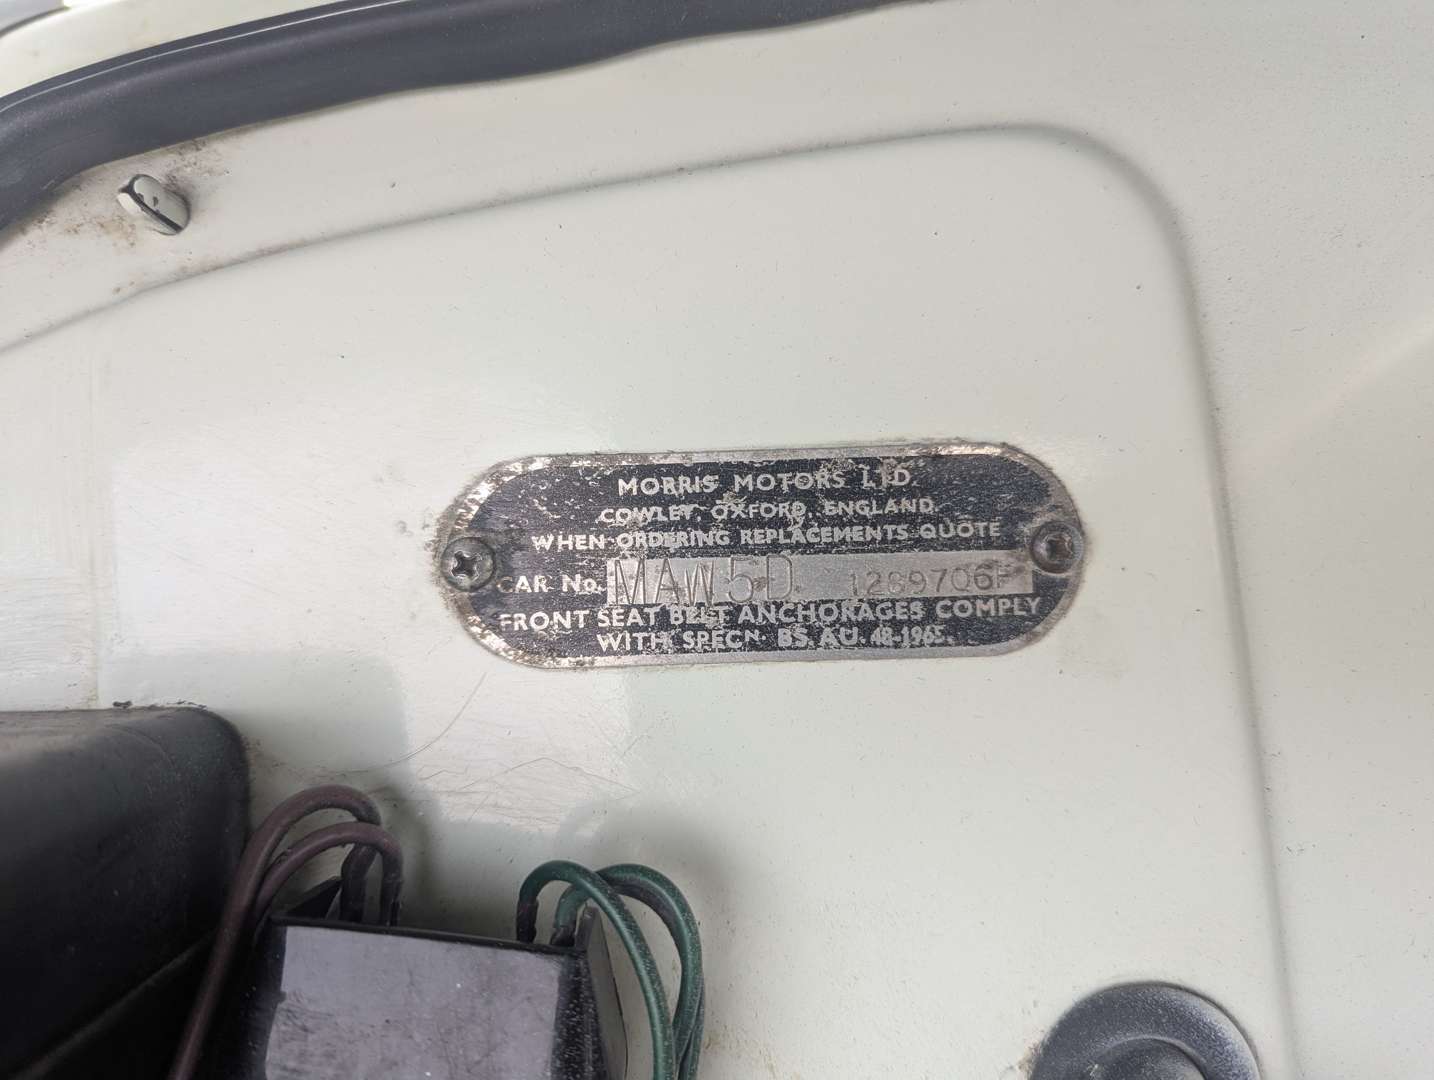 MORRIS MOTORS LTD.
COWLEY, OXFORD, ENGLAND.
WHEN ORDERING REPLACEMENTS QUOTE
CAR No. MAW5D 1289706F
FRONT SEAT BELT ANCHORAGES COMPLY
WITH SPECN. BS. AU. 48-1965.